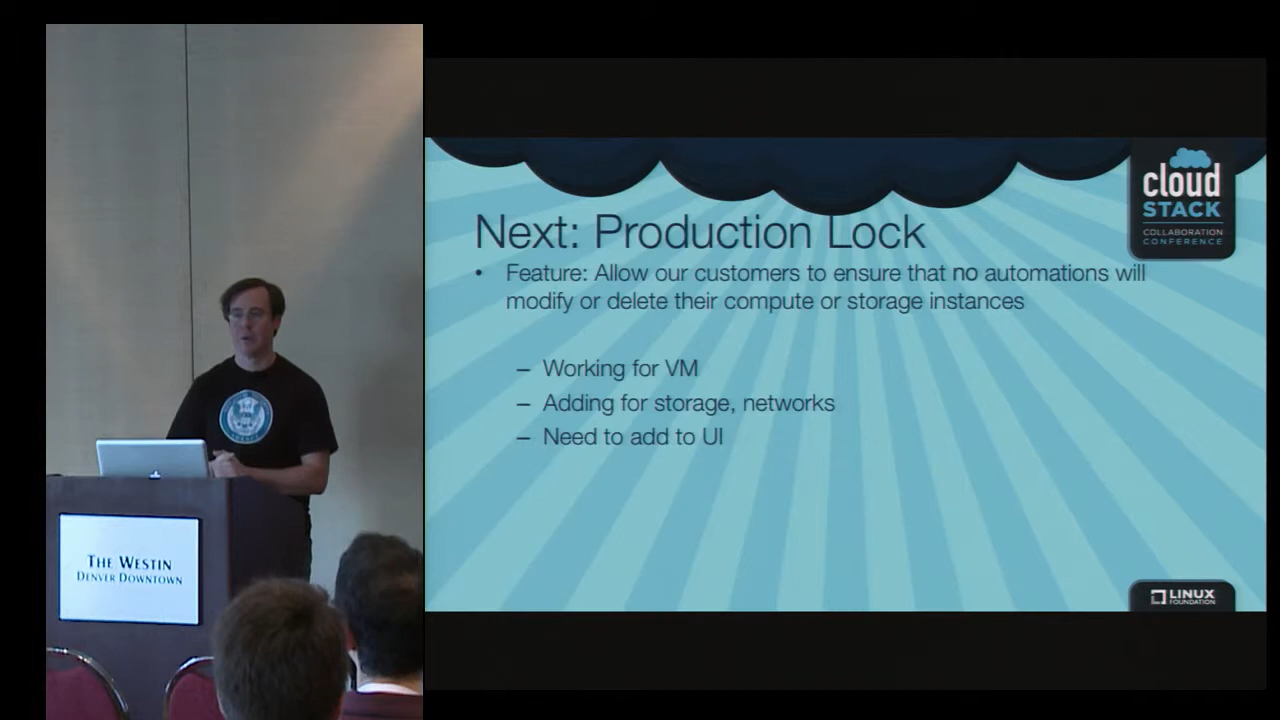 Next: Production Lock
• Feature: Allow our customers to ensure that no automations will
modify or delete their compute or storage instances
– Working for VM
– Adding for storage, networks
– Need to add to UI
cloud
STACK
COLLABORATION
CONFERENCE
LINUX
FOUNDATION
THE WESTIN
DENVER DOWNTOWN